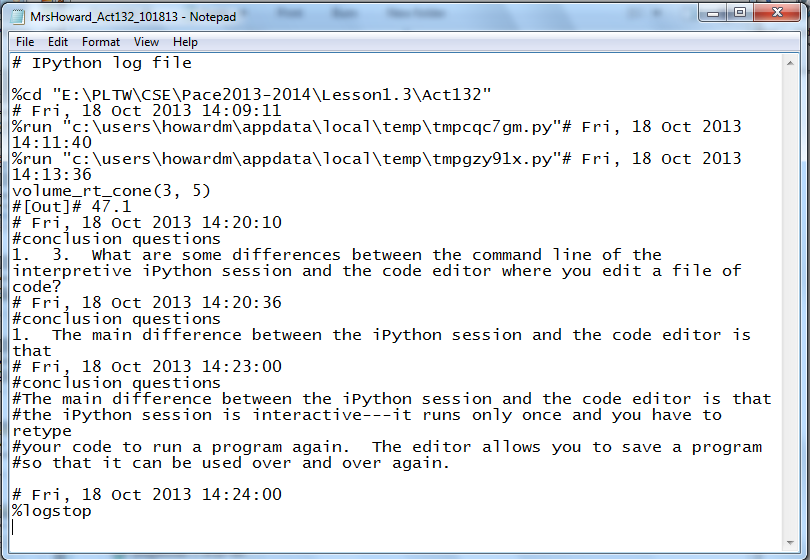 MrsHoward_Act132_101813 - Notepad
File Edit Format View Help
# IPython log file
%cd "E:\PLTW\CSE\Pace2013-2014\Lesson1.3\Act132"
# Fri, 18 Oct 2013 14:09:11
%run "c:\users\howardm\appdata\local\temp\tmpcqc7gm.py"# Fri, 18 Oct 2013
14:11:40
%run "c:\users\howardm\appdata\local\temp\tmpgzy91x.py"# Fri, 18 Oct 2013
14:13:36
volume_rt_cone(3, 5)
#[Out]# 47.1
# Fri, 18 Oct 2013 14:20:10
#conclusion questions
1.  3.  What are some differences between the command line of the
interpretive iPython session and the code editor where you edit a file of
code?
# Fri, 18 Oct 2013 14:20:36
#conclusion questions
1.  The main difference between the iPython session and the code editor is
that
# Fri, 18 Oct 2013 14:23:00
#conclusion questions
#The main difference between the iPython session and the code editor is that
#the iPython session is interactive---it runs only once and you have to
retype
#your code to run a program again.  The editor allows you to save a program
#so that it can be used over and over again.
# Fri, 18 Oct 2013 14:24:00
%logstop